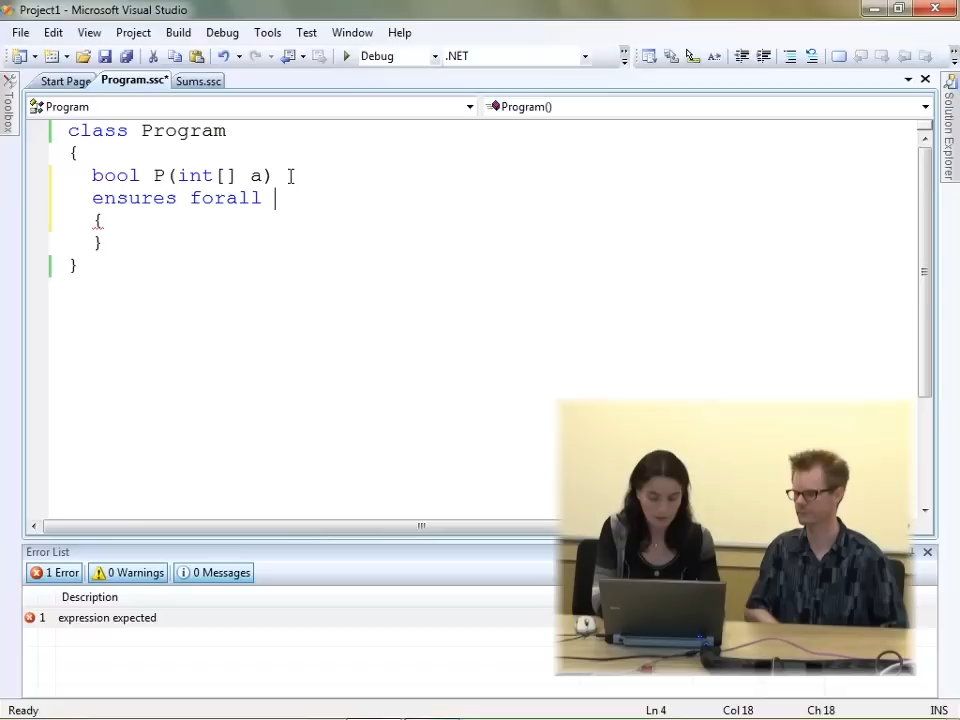 Project1 - Microsoft Visual Studio
File Edit View Project Build Debug Tools Test Window Help
Debug .NET
Start Page Program.ssc* Sums.ssc
Program Program()
Toolbox
Solution Explorer
class Program
{
bool P(int[] a)
ensures forall
{
}
}
Error List
1 Error 0 Warnings 0 Messages
Description
1 expression expected
Ready Ln 4 Col 18 Ch 18 INS